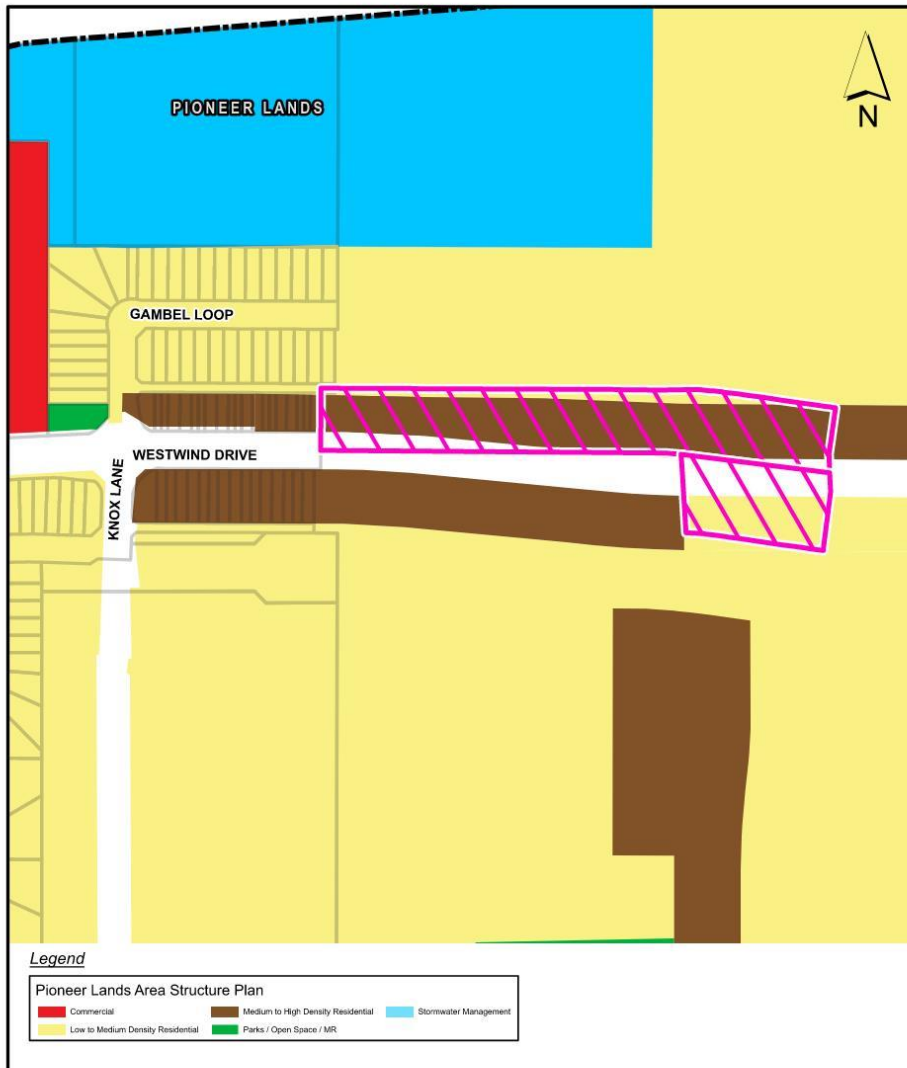 PIONEER LANDS
N
GAMBEL LOOP
WESTWIND DRIVE
KNOX LANE
Legend
Pioneer Lands Area Structure Plan
Commercial
Medium to High Density Residential
Stormwater Management
Low to Medium Density Residential
Parks / Open Space / MR